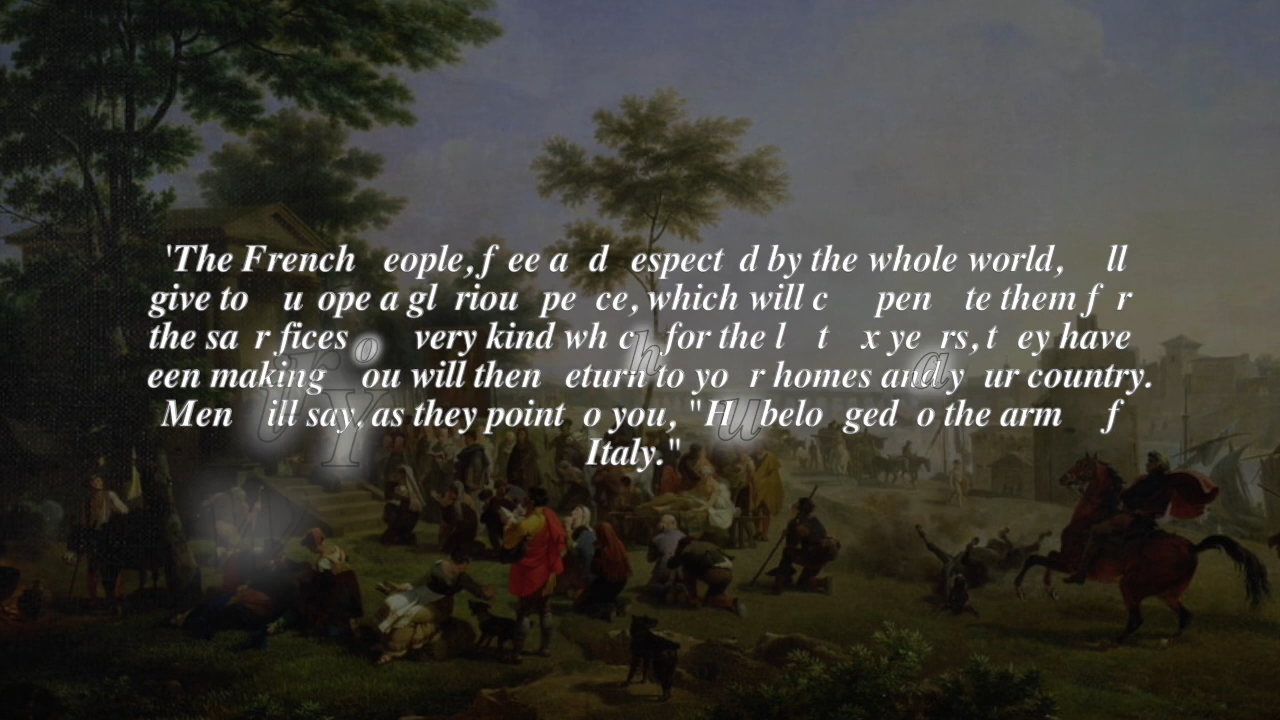 'The French eople, f ee a d espect d by the whole world, ll
give to u ope a gl riou pe ce, which will c pen te them f r
the sa r fices o very kind wh c for the l t x ye rs, t ey have
een making ou will then eturn to yo r homes and y ur country.
Men ill say, as they point o you, "H belo ged o the arm f
Italy."